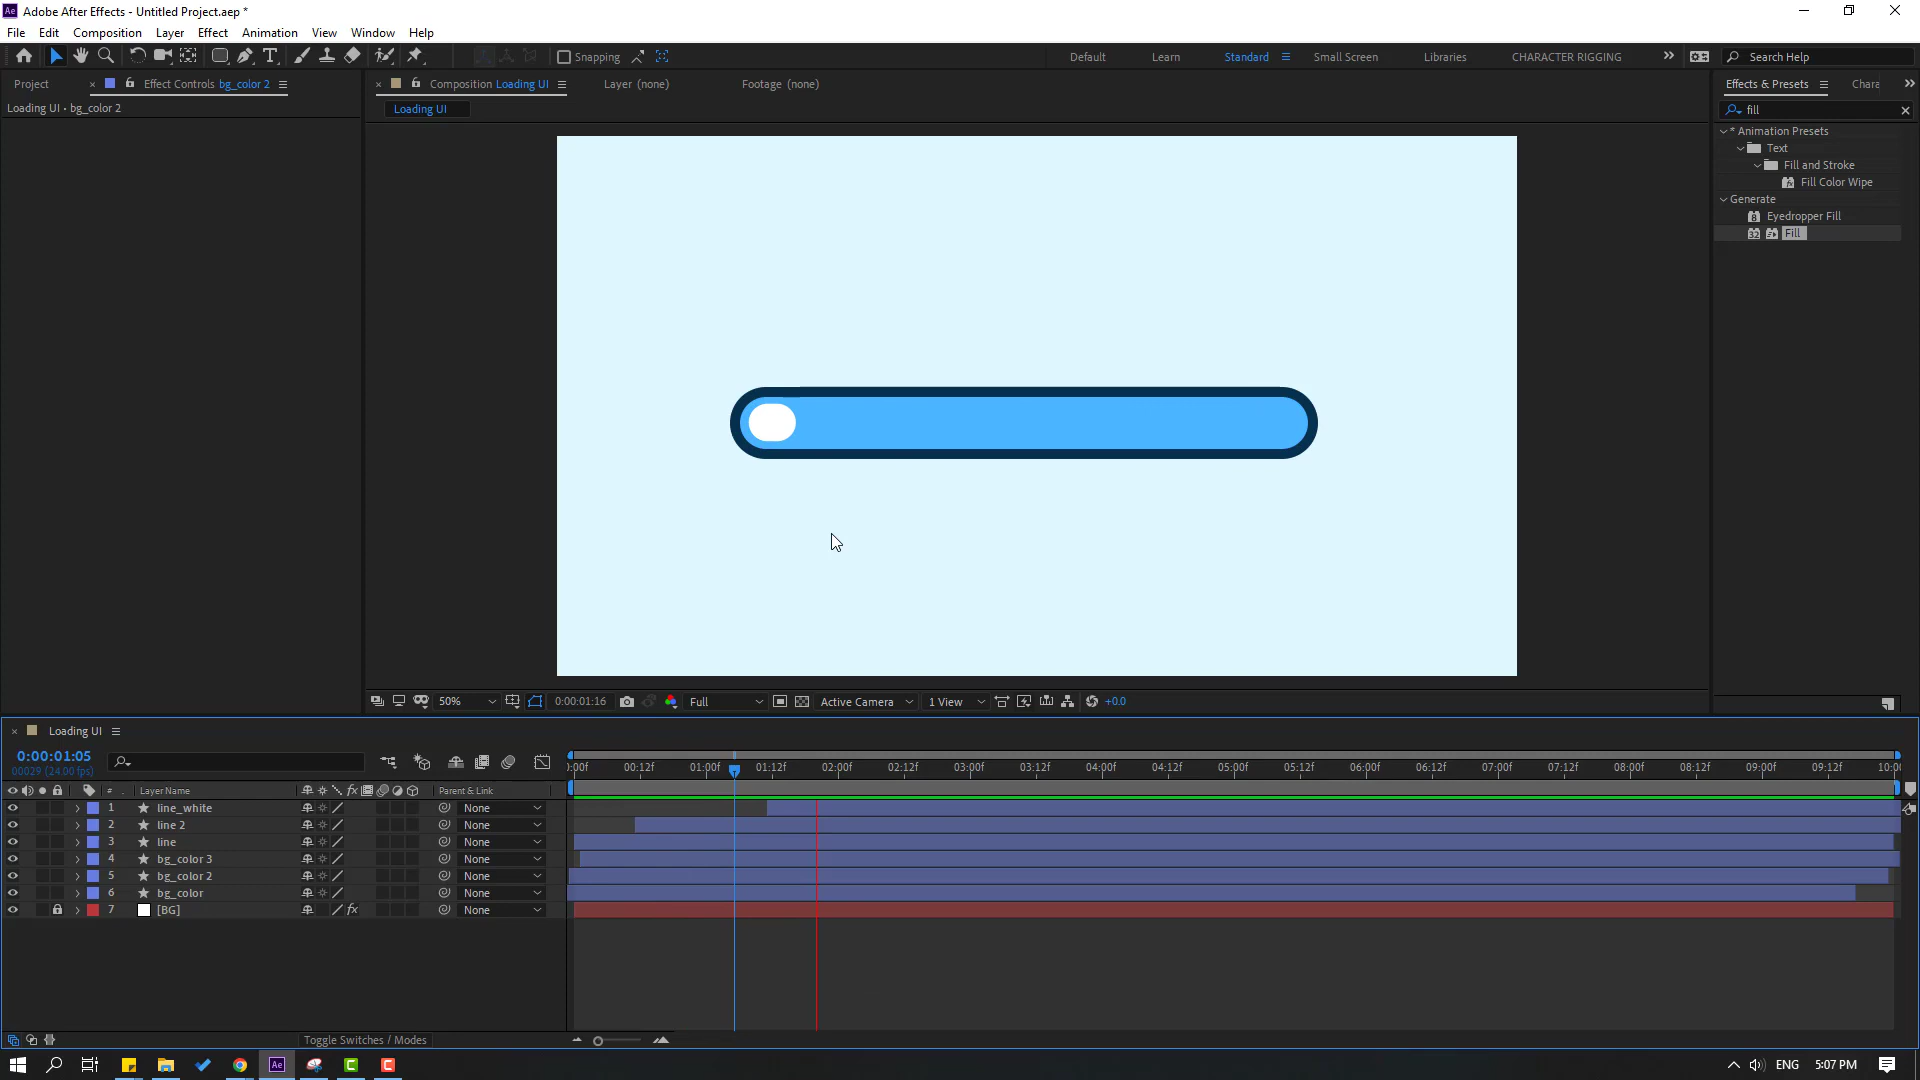 Adobe After Effects - Untitled Project.aep *
File Edit Composition Layer Effect Animation View Window Help
Snapping
Default Learn Standard Small Screen Libraries CHARACTER RIGGING Search Help
Project Effect Controls bg_color 2
Loading UI • bg_color 2
Composition Loading UI Layer (none) Footage (none)
Loading UI
Effects & Presets Chara
fill
* Animation Presets
Text
Fill and Stroke
Fill Color Wipe
Generate
Eyedropper Fill
Fill
50% 0:00:01:16 Full Active Camera 1 View +0.0
Loading UI
0:00:01:05
00029 (24.00 fps)
):00f 00:12f 01:00f 01:12f 02:00f 02:12f 03:00f 03:12f 04:00f 04:12f 05:00f 05:12f 06:00f 06:12f 07:00f 07:12f 08:00f 08:12f 09:00f 09:12f 10:00
# Layer Name Parent & Link
1 line_white None
2 line 2 None
3 line None
4 bg_color 3 None
5 bg_color 2 None
6 bg_color None
7 [BG] None
Toggle Switches / Modes
ENG 5:07 PM